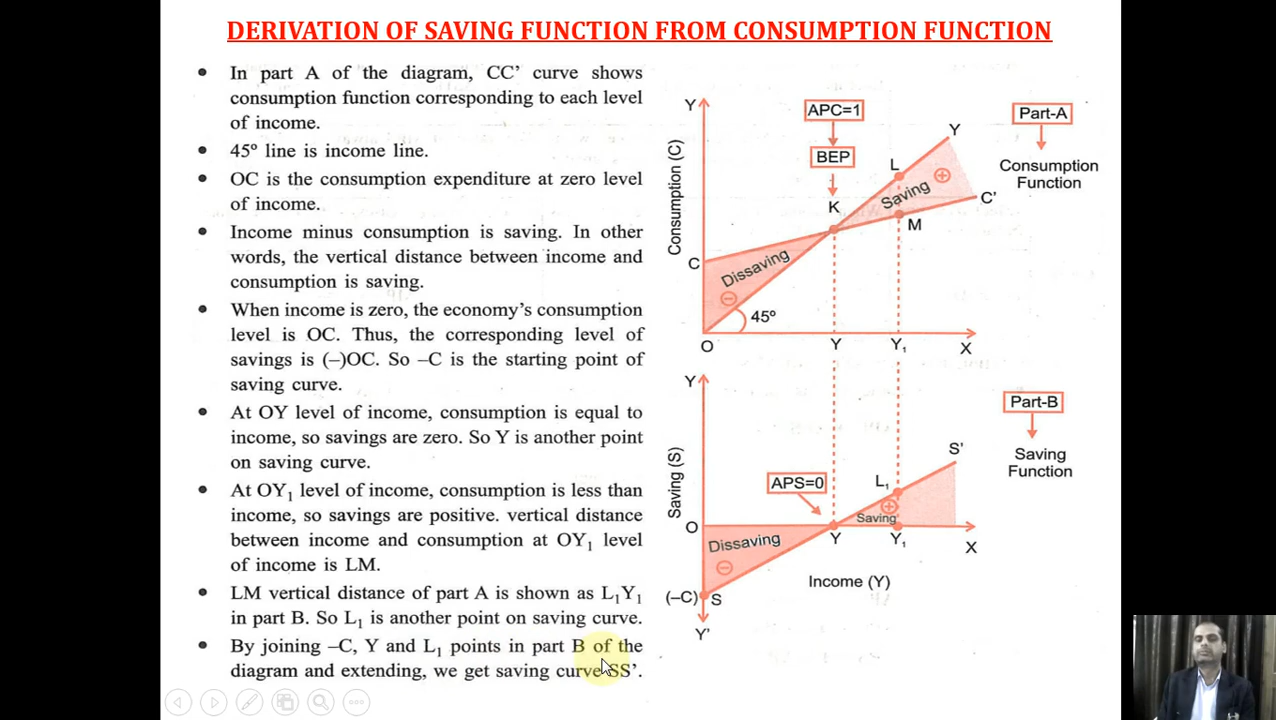 DERIVATION OF SAVING FUNCTION FROM CONSUMPTION FUNCTION
• In part A of the diagram, CC’ curve shows
consumption function corresponding to each level
of income.
• 45º line is income line.
• OC is the consumption expenditure at zero level
of income.
• Income minus consumption is saving. In other
words, the vertical distance between income and
consumption is saving.
• When income is zero, the economy’s consumption
level is OC. Thus, the corresponding level of
savings is (–)OC. So –C is the starting point of
saving curve.
• At OY level of income, consumption is equal to
income, so savings are zero. So Y is another point
on saving curve.
• At OY₁ level of income, consumption is less than
income, so savings are positive. vertical distance
between income and consumption at OY₁ level
of income is LM.
• LM vertical distance of part A is shown as L₁Y₁
in part B. So L₁ is another point on saving curve.
• By joining –C, Y and L₁ points in part B of the
diagram and extending, we get saving curve SS’.
Y
APC=1
BEP
K
L
Y
Part-A
Consumption
Function
Consumption (C)
Saving
+
C'
M
C
Dissaving
–
45º
O
Y
Y₁
X
Y
Part-B
Saving
Function
Saving (S)
APS=0
L₁
S'
+
Saving
O
Dissaving
–
Y
Y₁
X
Income (Y)
(–C)
S
Y'